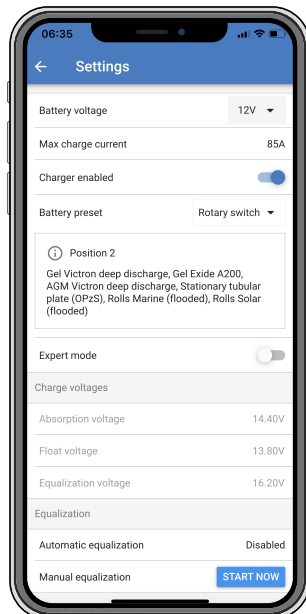 06:35
Settings
Battery voltage 12V
Max charge current 85A
Charger enabled
Battery preset Rotary switch
Position 2
Gel Victron deep discharge, Gel Exide A200,
AGM Victron deep discharge, Stationary tubular
plate (OPzS), Rolls Marine (flooded), Rolls Solar
(flooded)
Expert mode
Charge voltages
Absorption voltage 14.40V
Float voltage 13.80V
Equalization voltage 16.20V
Equalization
Automatic equalization Disabled
Manual equalization START NOW